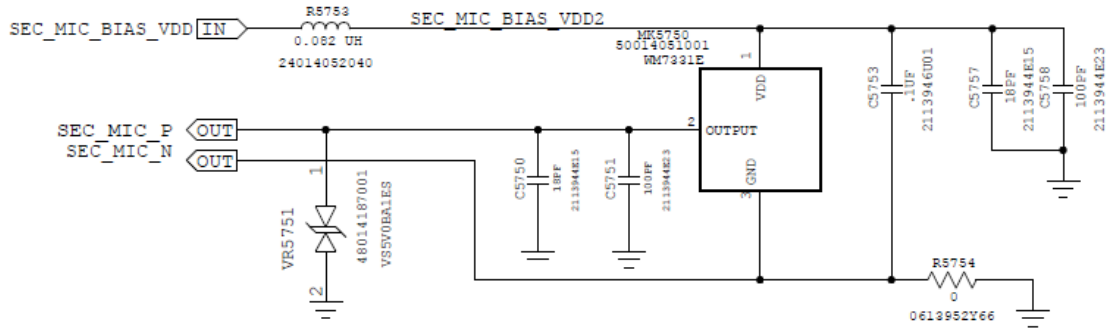 R5753
SEC_MIC_BIAS_VDD IN
SEC_MIC_BIAS_VDD2
0.082 UH
24014052040
MK5750
50014051001
WM7331E
1
VDD
C5753
.1UF
2113946U01
C5757
18PF
2113944E15
C5758
100PF
2113944E23
SEC_MIC_P OUT
SEC_MIC_N OUT
2 OUTPUT
GND
3
C5750
18PF
2113944E15
C5751
100PF
2113944E23
1
VR5751
48014187001
VS5V0BA1ES
2
R5754
0
0613952Y66